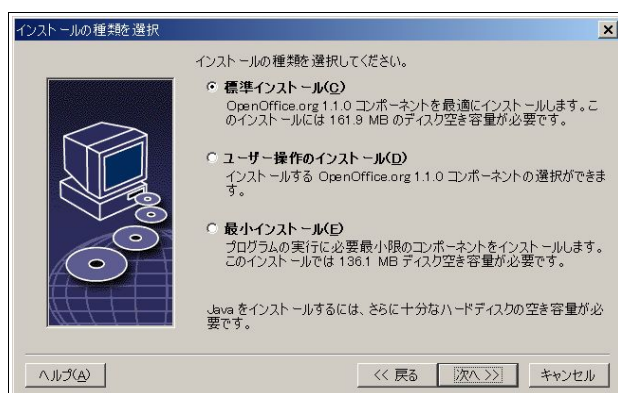 インストールの種類を選択
インストールの種類を選択してください。
標準インストール(C)
OpenOffice.org 1.1.0 コンポーネントを最適にインストールします。こ
のインストールには 161.9 MB のディスク空き容量が必要です。
ユーザー操作のインストール(D)
インストールする OpenOffice.org 1.1.0 コンポーネントの選択ができま
す。
最小インストール(E)
プログラムの実行に必要最小限のコンポーネントをインストールします。
このインストールでは 136.1 MB ディスク空き容量が必要です。
Java をインストールするには、さらに十分なハードディスクの空き容量が必
要です。
ヘルプ(A)
<< 戻る
次へ >>
キャンセル